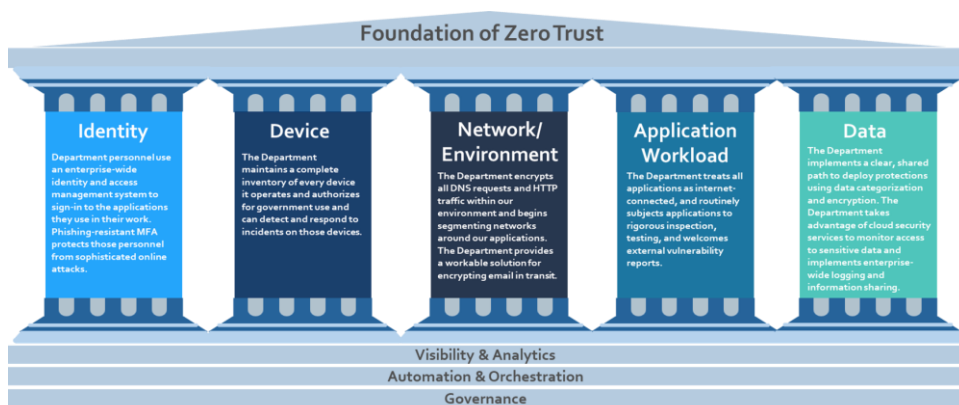 Foundation of Zero Trust
Identity
Department personnel use
an enterprise-wide
identity and access
management system to
sign-in to the applications
they use in their work.
Phishing-resistant MFA
protects those personnel
from sophisticated online
attacks.
Device
The Department
maintains a complete
inventory of every device
it operates and authorizes
for government use and
can detect and respond to
incidents on those devices.
Network/
Environment
The Department encrypts
all DNS requests and HTTP
traffic within our
environment and begins
segmenting networks
around our applications.
The Department provides
a workable solution for
encrypting email in transit.
Application
Workload
The Department treats all
applications as internet-
connected, and routinely
subjects applications to
rigorous inspection,
testing, and welcomes
external vulnerability
reports.
Data
The Department
implements a clear, shared
path to deploy protections
using data categorization
and encryption. The
Department takes
advantage of cloud security
services to monitor access
to sensitive data and
implements enterprise-
wide logging and
information sharing.
Visibility & Analytics
Automation & Orchestration
Governance